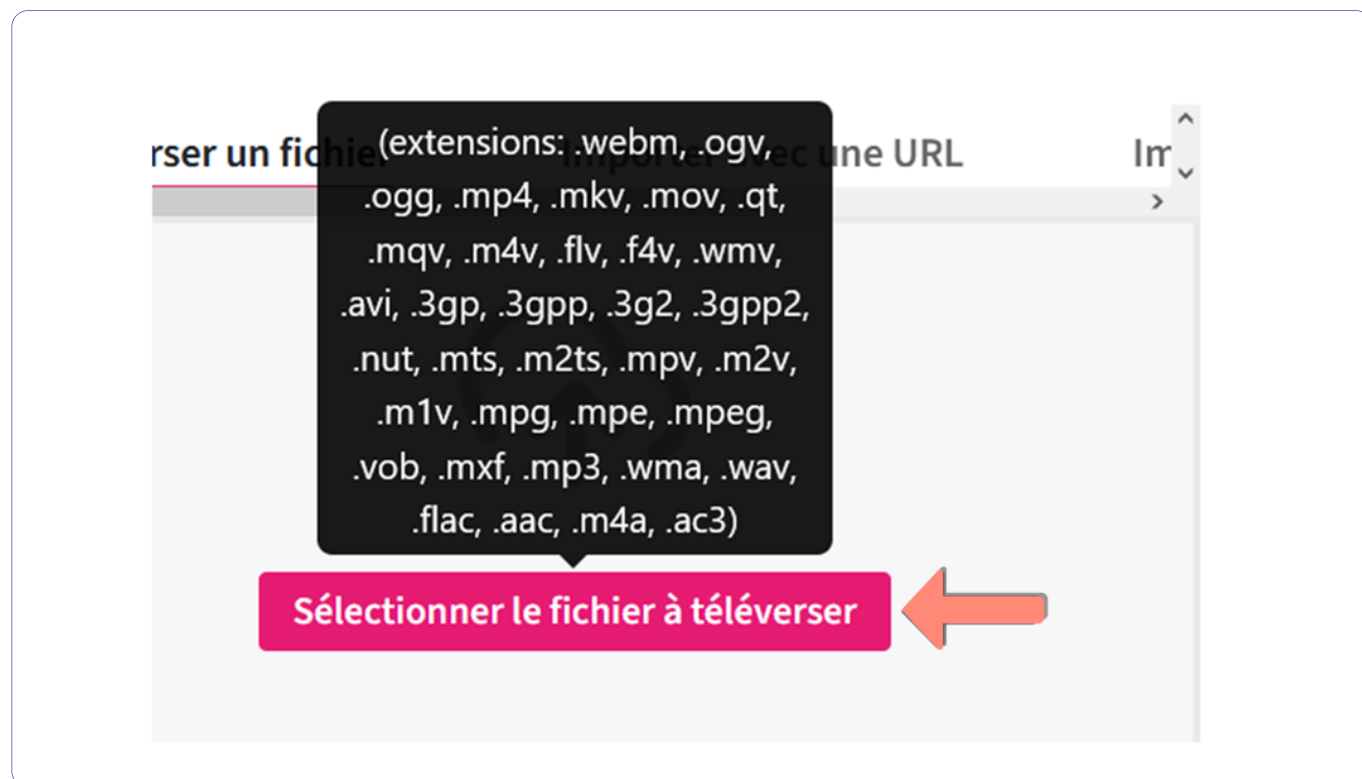 (extensions: .webm, .ogv,
rser un fichier Importer avec une URL Im
.ogg, .mp4, .mkv, .mov, .qt,
.mqv, .m4v, .flv, .f4v, .wmv,
.avi, .3gp, .3gpp, .3g2, .3gpp2,
.nut, .mts, .m2ts, .mpv, .m2v,
.m1v, .mpg, .mpe, .mpeg,
.vob, .mxf, .mp3, .wma, .wav,
.flac, .aac, .m4a, .ac3)
Sélectionner le fichier à téléverser